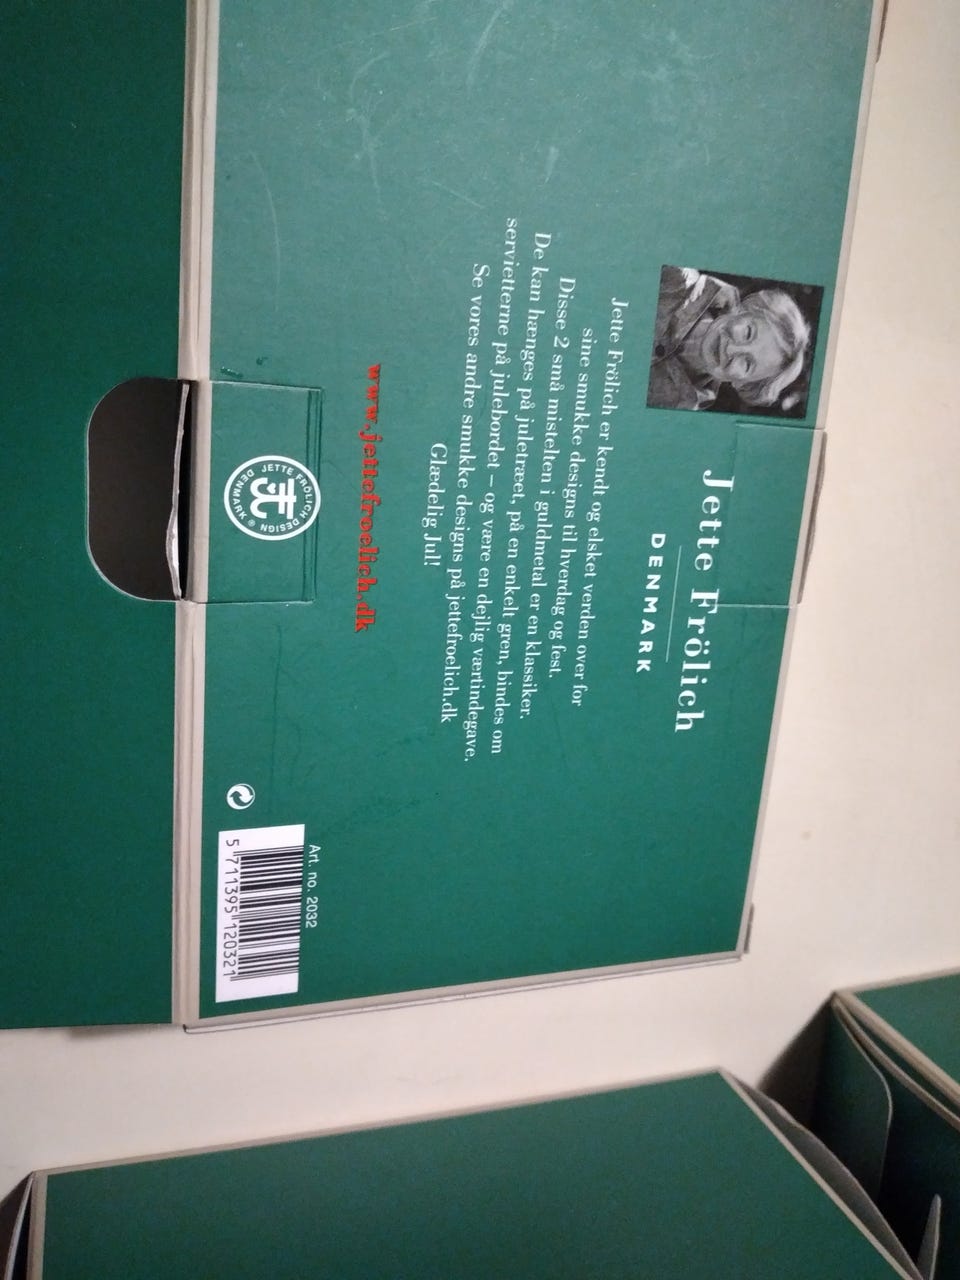 Jette Frölich
DENMARK
Jette Frölich er kendt og elsket verden over for
sine smukke designs til hverdag og fest.
Disse 2 små mistelten i guldmetal er en klassiker.
De kan hænges på juletræet, på en enkelt gren, bindes om
servietterne på julebordet – og være en dejlig værtindegave.
Se vores andre smukke designs på jettefroelich.dk
Glædelig Jul!
www.jettefroelich.dk
JETTE FRÖLICH DESIGN
DENMARK ®
Art. no. 2032
5 711395 120321